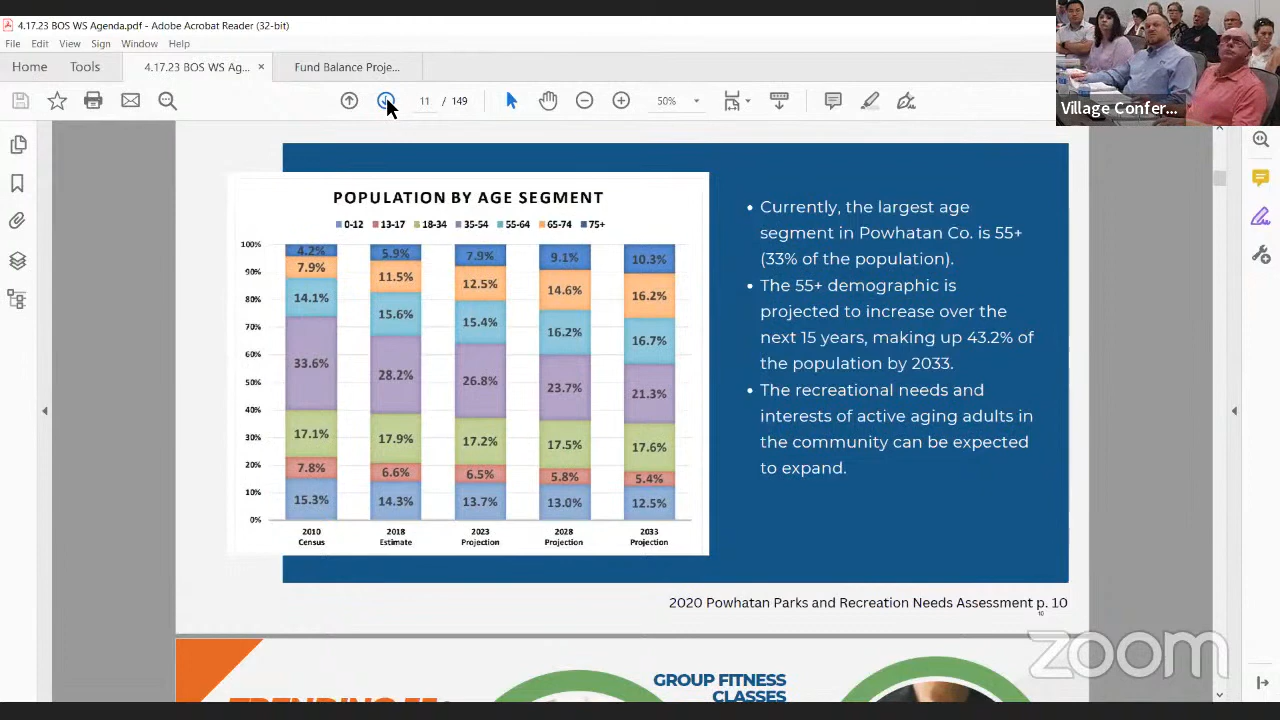 4.17.23 BOS WS Agenda.pdf - Adobe Acrobat Reader (32-bit)
File Edit View Sign Window Help
Home Tools 4.17.23 BOS WS Ag... × Fund Balance Proje...
11 / 149 50%
Village Confer...
POPULATION BY AGE SEGMENT
0-12 13-17 18-34 35-54 55-64 65-74 75+
100% 4.2% 5.9% 7.9% 9.1% 10.3%
90% 7.9% 11.5% 12.5% 14.6% 16.2%
80% 14.1% 15.6% 15.4% 16.2% 16.7%
70%
60% 33.6% 28.2% 26.8% 23.7% 21.3%
50%
40%
30% 17.1% 17.9% 17.2% 17.5% 17.6%
20% 7.8% 6.6% 6.5% 5.8% 5.4%
10% 15.3% 14.3% 13.7% 13.0% 12.5%
0%
2010 2018 2023 2028 2033
Census Estimate Projection Projection Projection
• Currently, the largest age
segment in Powhatan Co. is 55+
(33% of the population).
• The 55+ demographic is
projected to increase over the
next 15 years, making up 43.2% of
the population by 2033.
• The recreational needs and
interests of active aging adults in
the community can be expected
to expand.
2020 Powhatan Parks and Recreation Needs Assessment p. 10
10
zoom
GROUP FITNESS
CLASSES